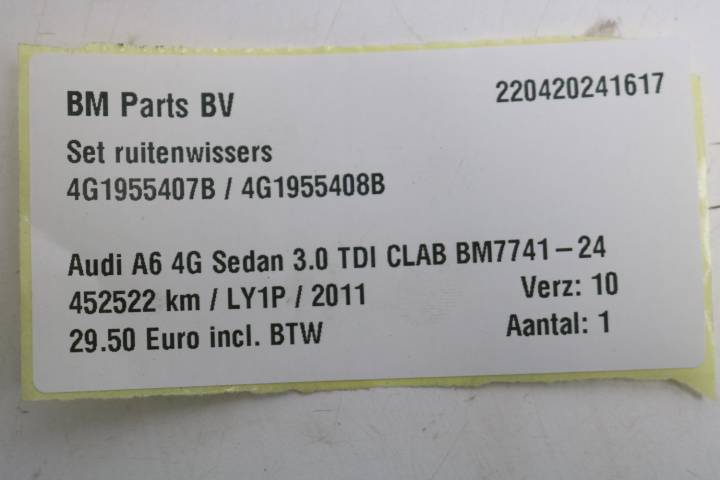 BM Parts BV 220420241617
Set ruitenwissers
4G1955407B / 4G1955408B
Audi A6 4G Sedan 3.0 TDI CLAB BM7741-24
452522 km / LY1P / 2011 Verz: 10
29.50 Euro incl. BTW Aantal: 1